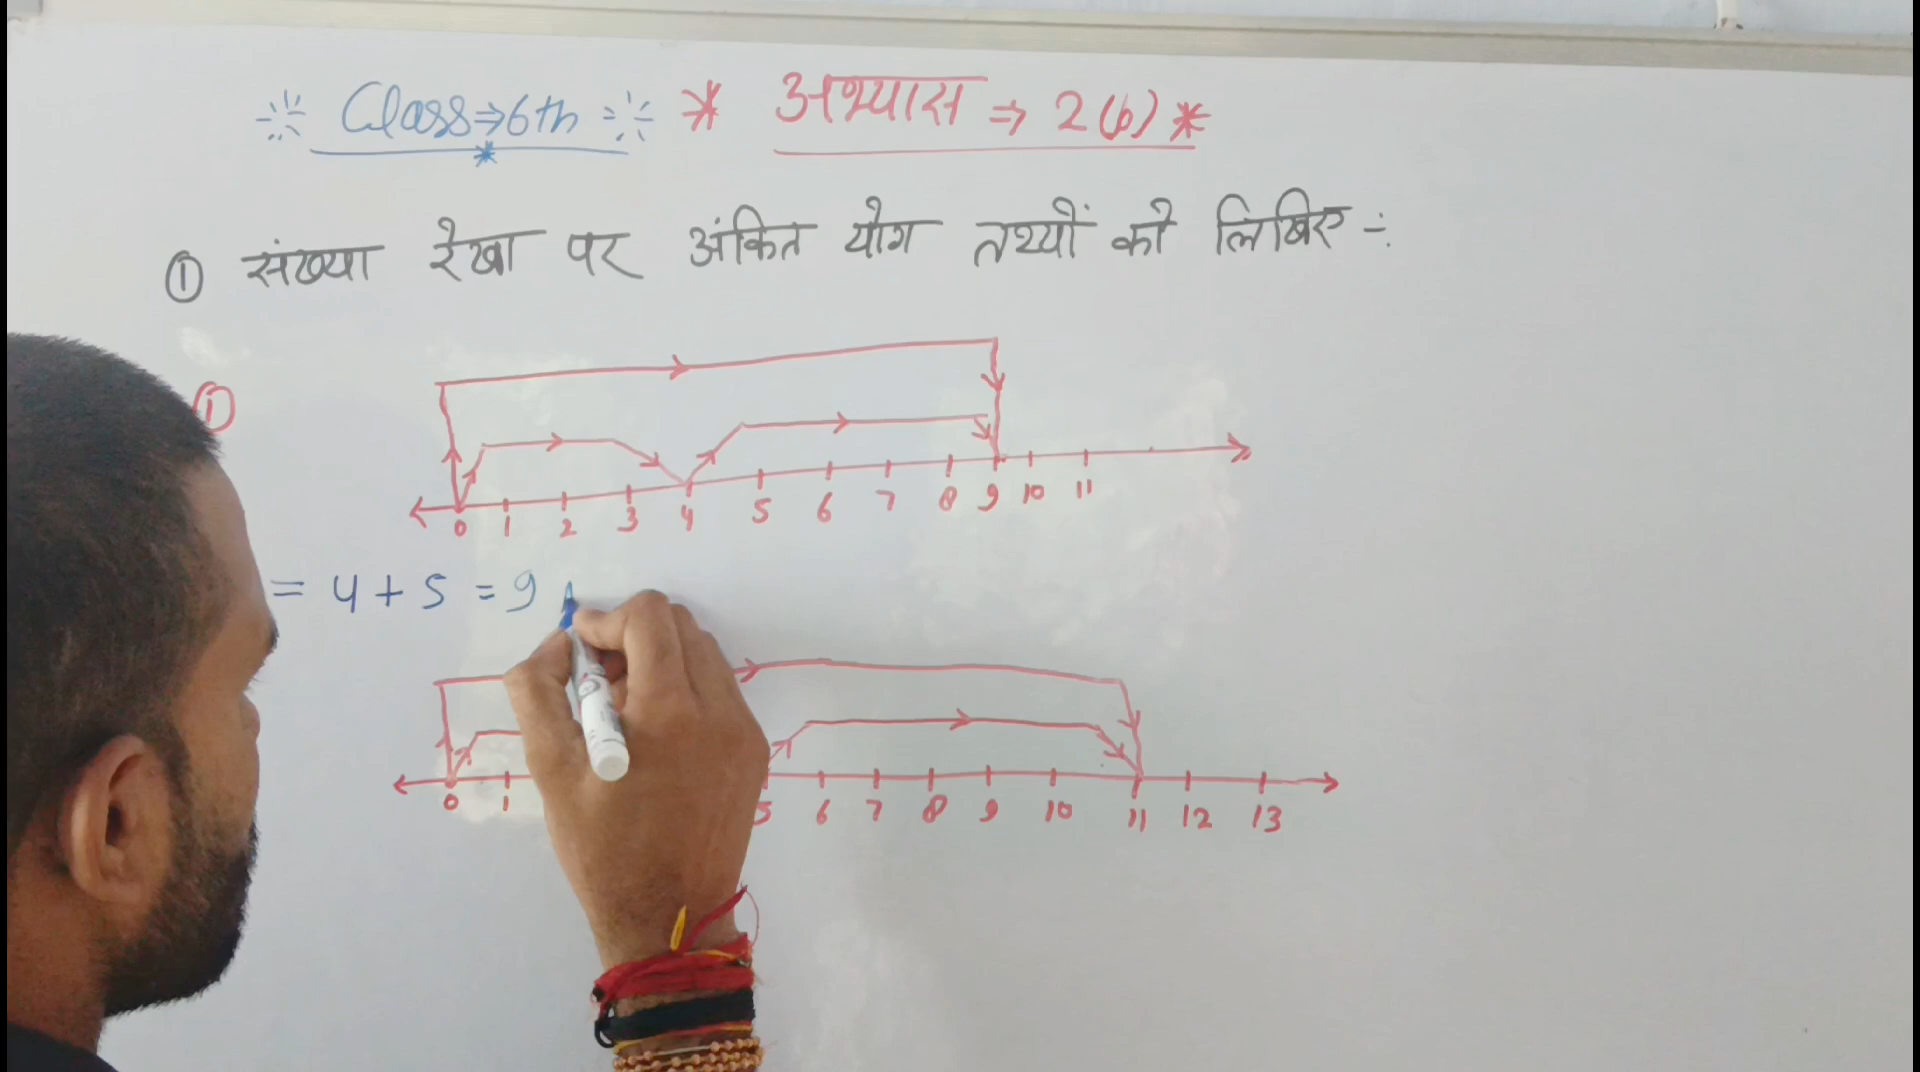 Class⇒6th * अभ्यास ⇒ 2(b) *
① संख्या रेखा पर अंकित योग तथ्यों को लिखिए -:
①
0 1 2 3 4 5 6 7 8 9 10 11
= 4 + 5 = 9
0 1 5 6 7 8 9 10 11 12 13